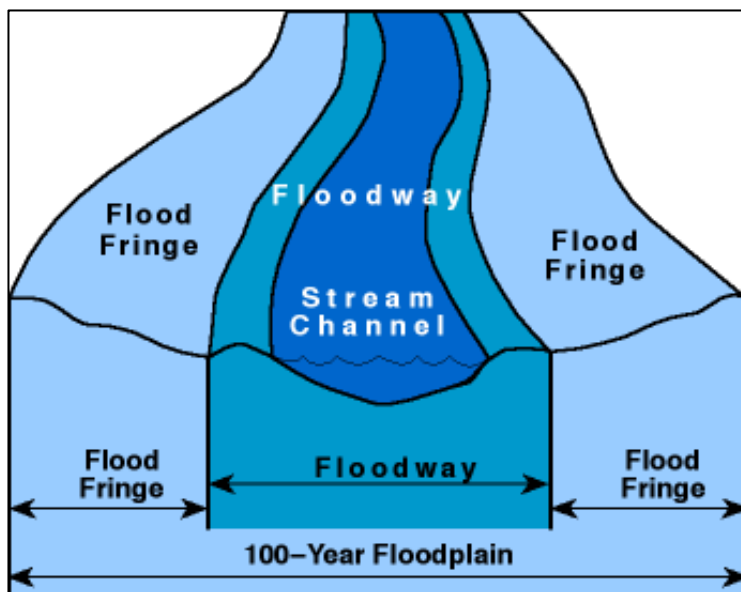 Floodway
Flood
Fringe
Flood
Fringe
Stream
Channel
Flood
Fringe
Floodway
Flood
Fringe
100–Year Floodplain